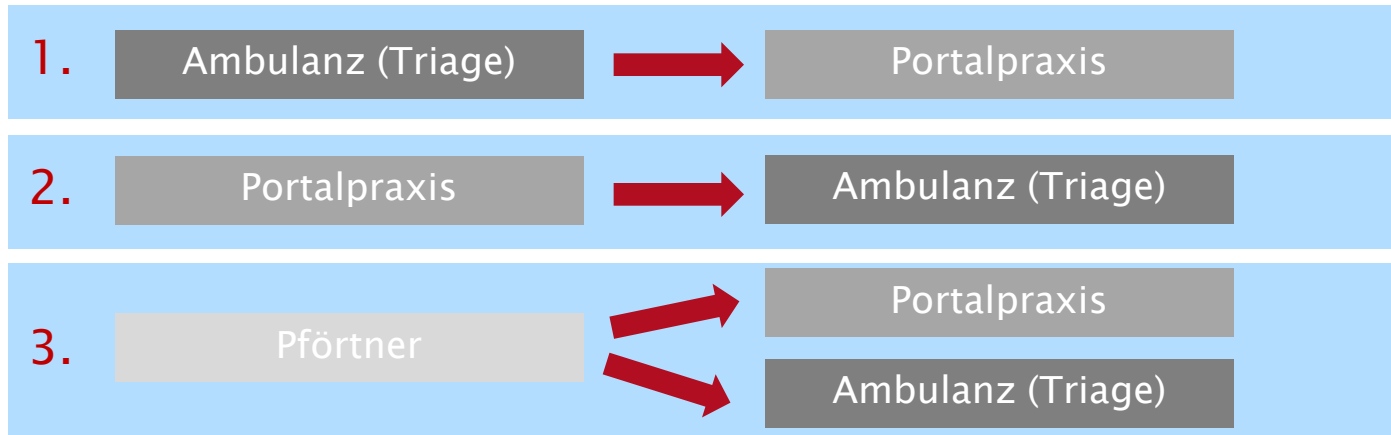 1. Ambulanz (Triage) Portalpraxis
2. Portalpraxis Ambulanz (Triage)
3. Pförtner Portalpraxis
Ambulanz (Triage)